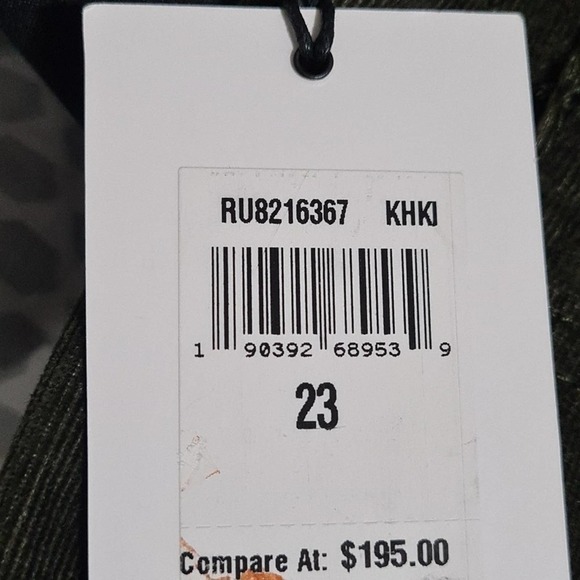 RU8216367 KHKI
1 90392 68953 9
23
Compare At: $195.00